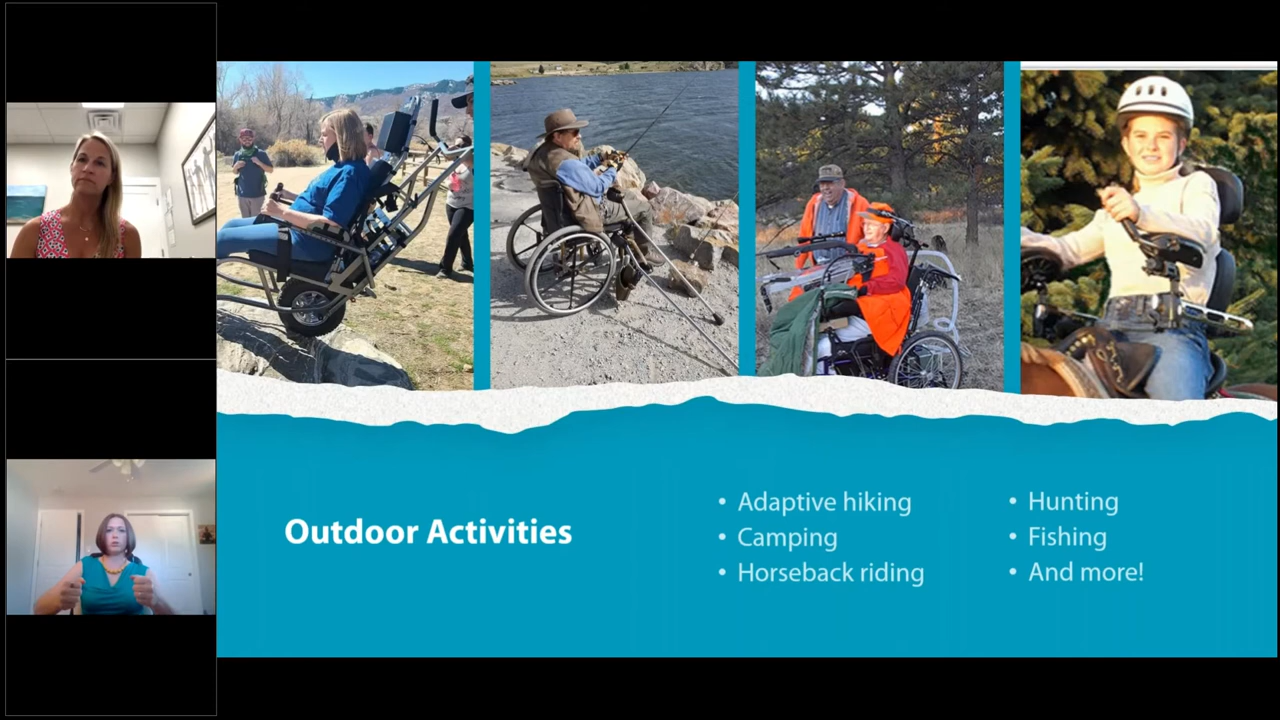 Outdoor Activities
• Adaptive hiking
• Camping
• Horseback riding
• Hunting
• Fishing
• And more!